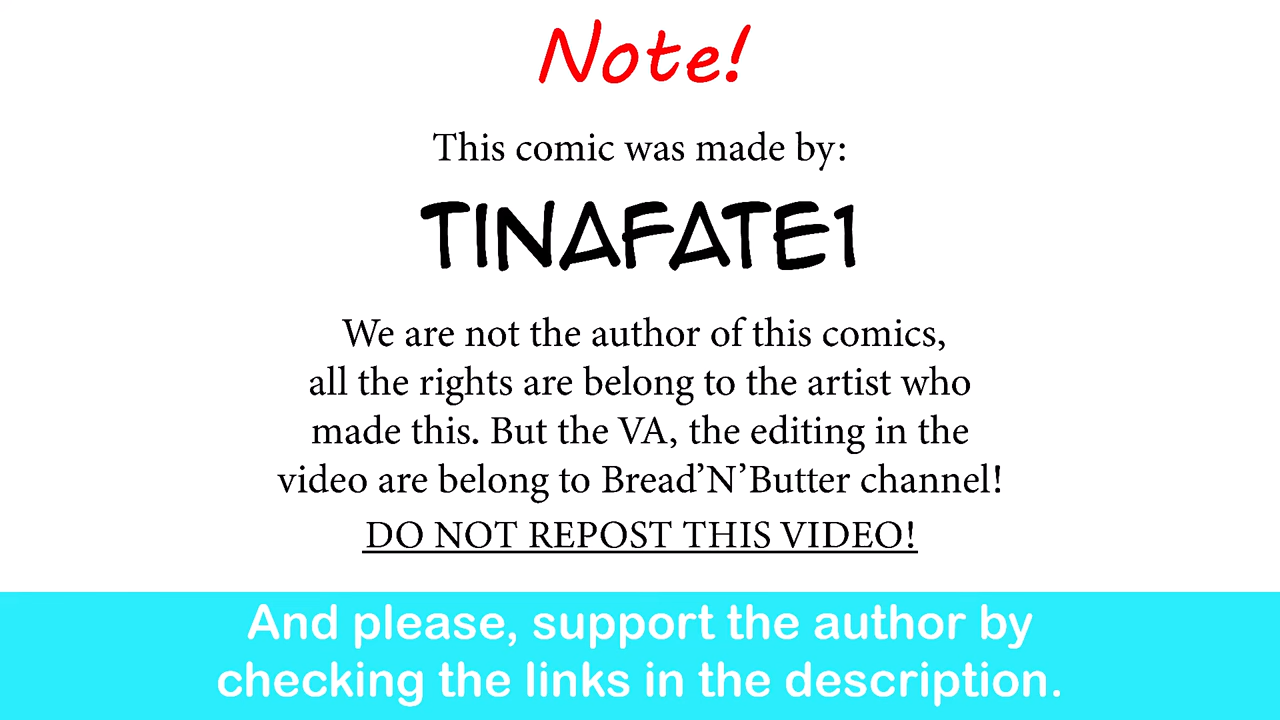 Note!
This comic was made by:
TINAFATE1
We are not the author of this comics,
all the rights are belong to the artist who
made this. But the VA, the editing in the
video are belong to Bread’N’Butter channel!
DO NOT REPOST THIS VIDEO!
And please, support the author by
checking the links in the description.